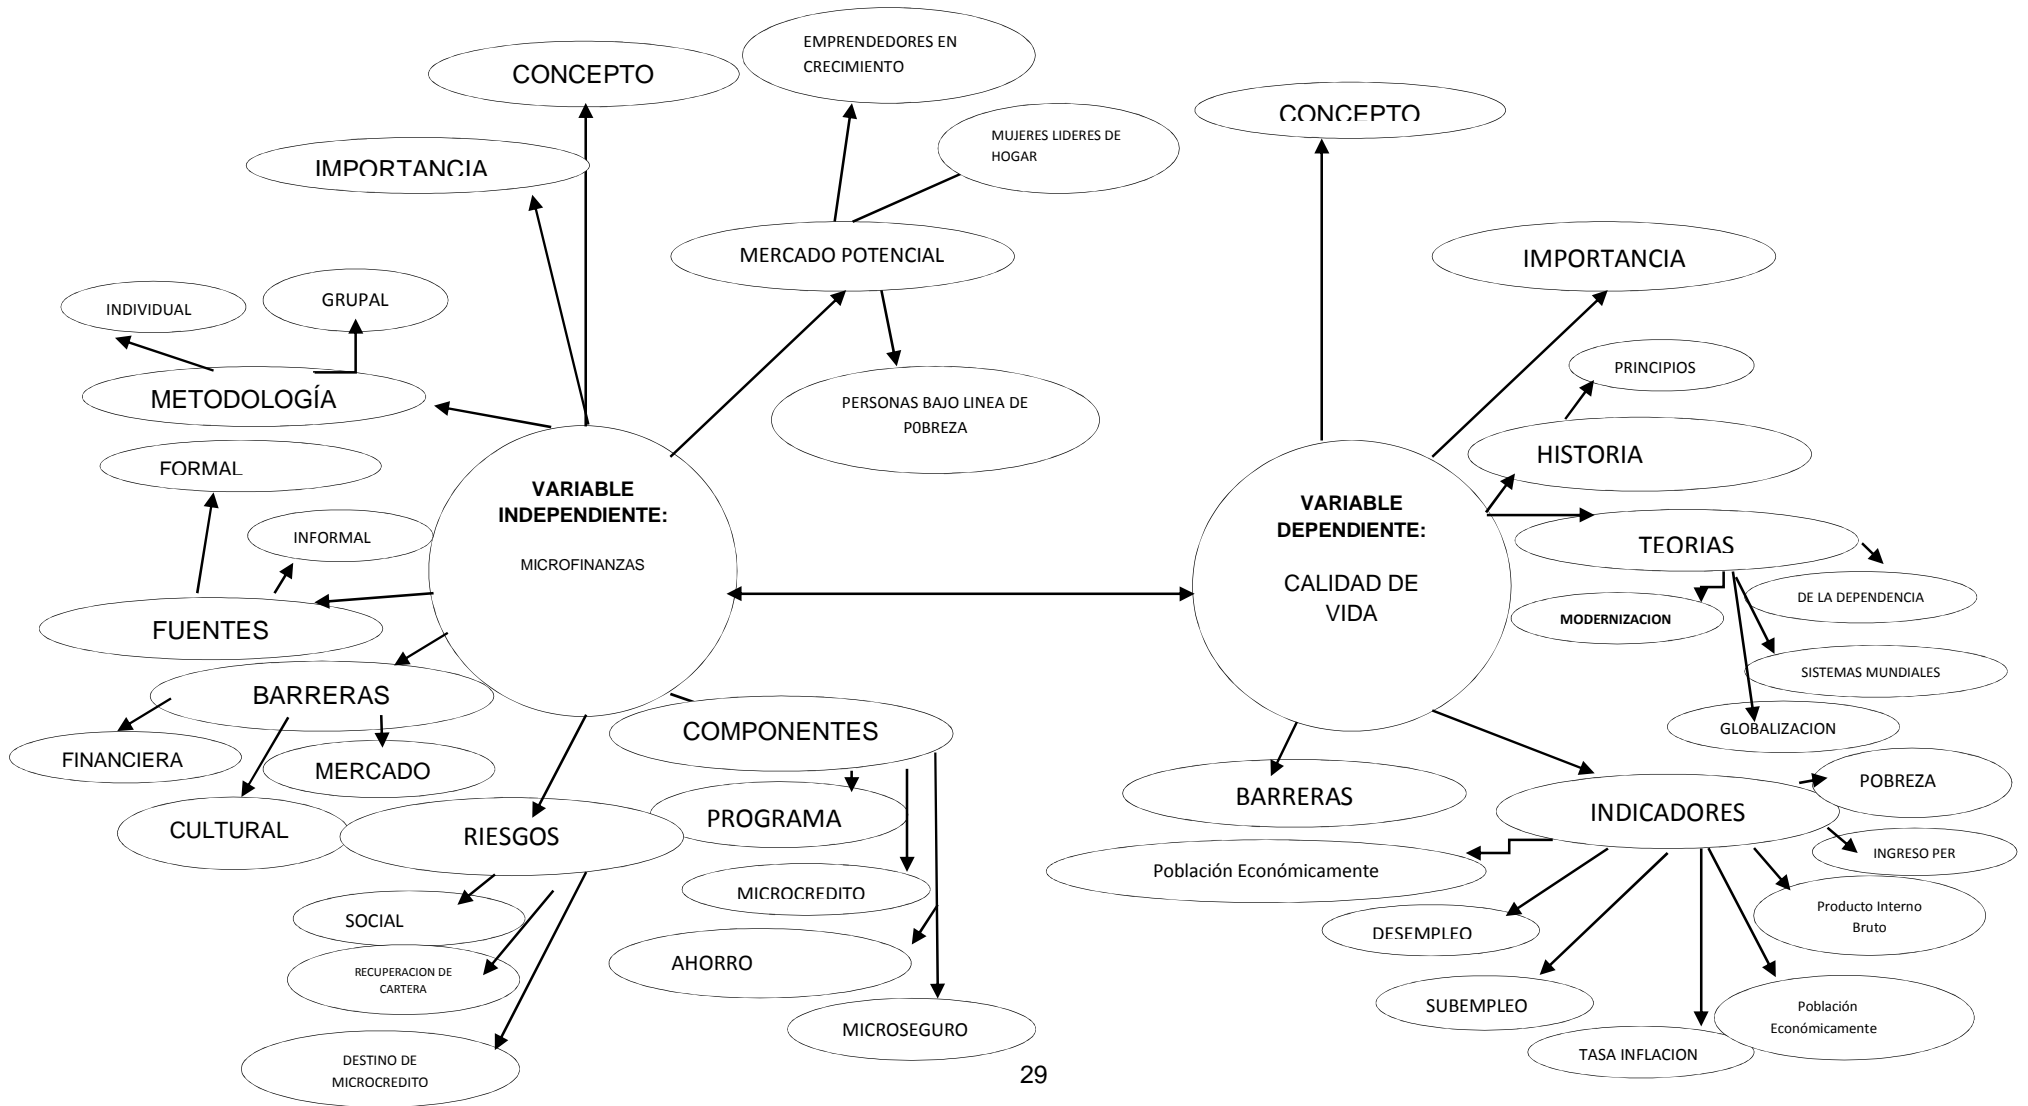 EMPRENDEDORES EN
CRECIMIENTO
CONCEPTO
CONCEPTO
MUJERES LIDERES DE
HOGAR
IMPORTANCIA
MERCADO POTENCIAL
IMPORTANCIA
GRUPAL
INDIVIDUAL
PRINCIPIOS
METODOLOGÍA
PERSONAS BAJO LINEA DE
P0BREZA
HISTORIA
FORMAL
VARIABLE
INDEPENDIENTE:
MICROFINANZAS
VARIABLE
DEPENDIENTE:
CALIDAD DE
VIDA
INFORMAL
TEORIAS
DE LA DEPENDENCIA
MODERNIZACION
FUENTES
SISTEMAS MUNDIALES
BARRERAS
GLOBALIZACION
COMPONENTES
FINANCIERA
MERCADO
POBREZA
BARRERAS
INDICADORES
PROGRAMA
CULTURAL
RIESGOS
INGRESO PER
Población Económicamente
MICROCREDITO
Producto Interno
Bruto
SOCIAL
DESEMPLEO
AHORRO
RECUPERACION DE
CARTERA
SUBEMPLEO
Población
Económicamente
MICROSEGURO
TASA INFLACION
DESTINO DE
MICROCREDITO
29